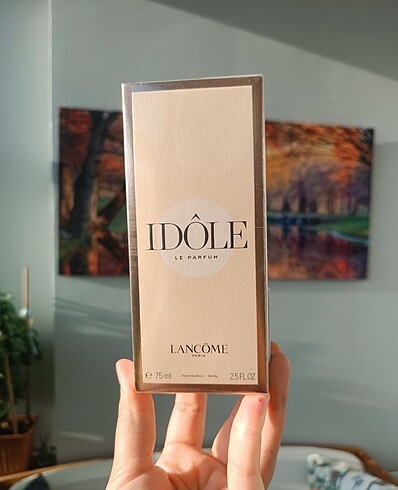 IDÔLE
LE PARFUM
LANCÔME
PARIS
℮ 75 ml
2.5 FL.OZ